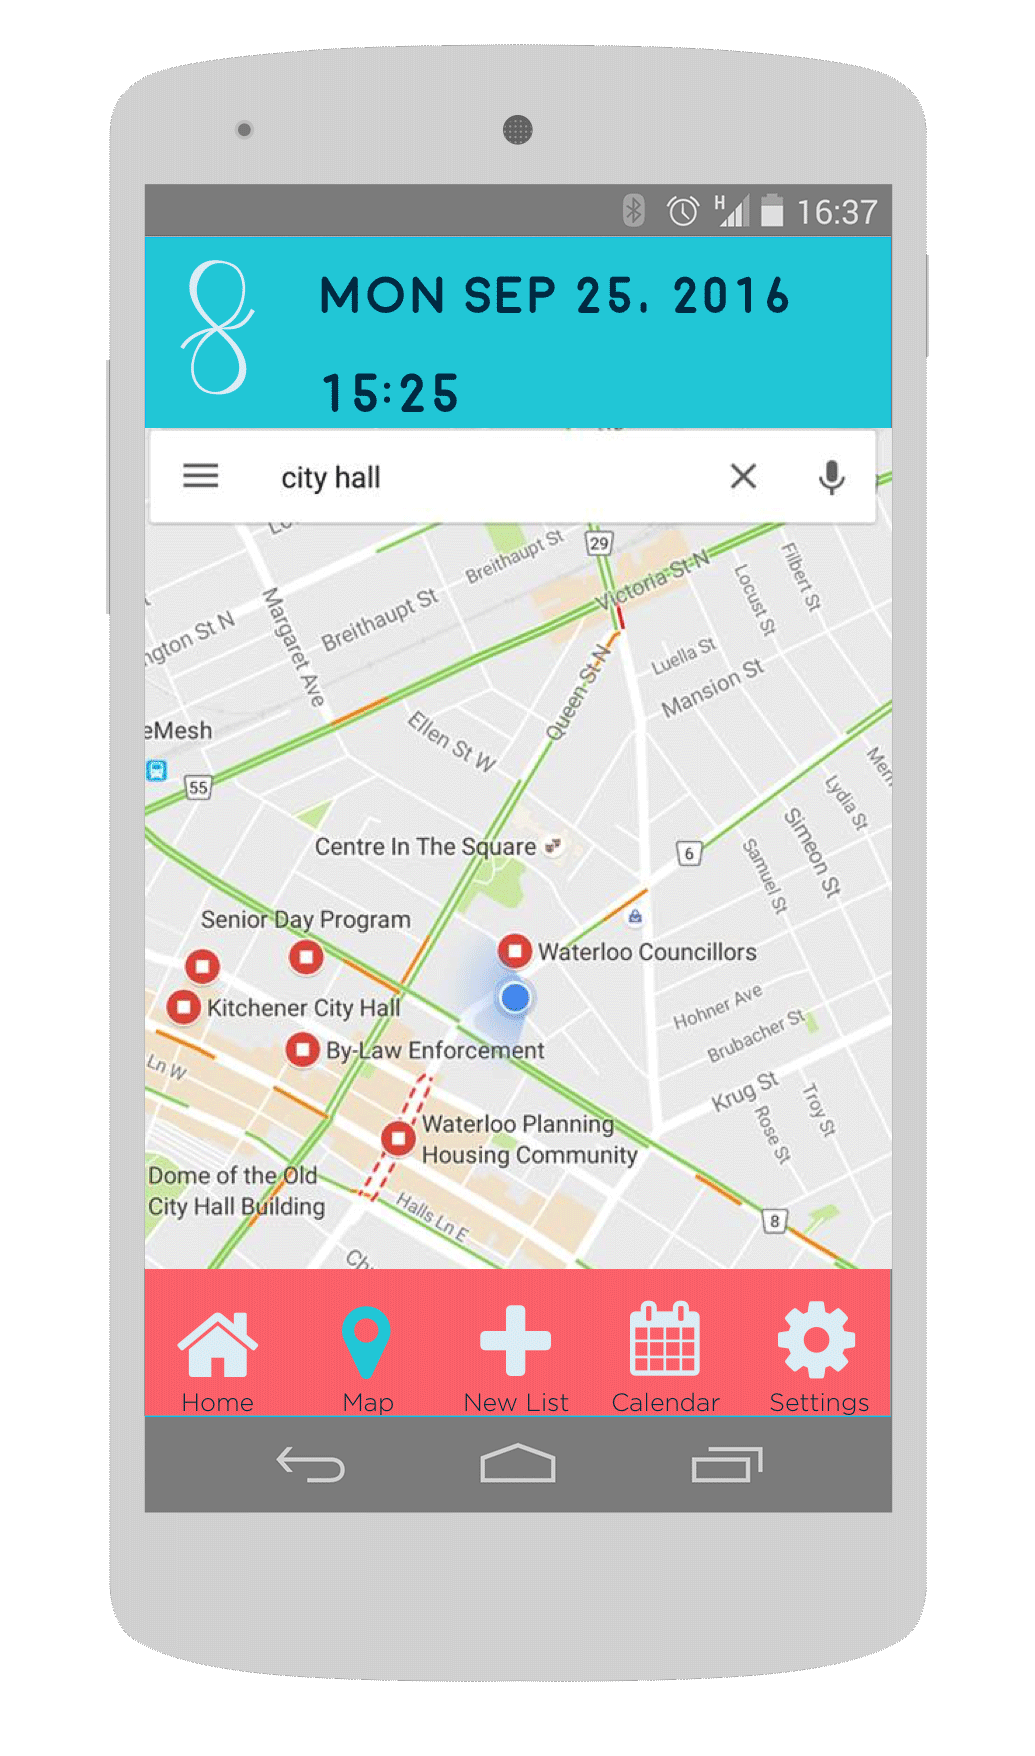 H 16:37
8 MON SEP 25. 2016
15:25
city hall
29
Breithaupt St
Victoria St N
Filbert St
Locust St
Margaret Ave
Breithaupt St
ngton St N
Luella St
Mansion St
Queen St N
Ellen St W
eMesh
55
Lydia St
Simeon St
Samuel St
Centre In The Square
6
Senior Day Program
Waterloo Councillors
Kitchener City Hall
Hohner Ave
Brubacher St
By-Law Enforcement
Ln W
Krug St
Troy St
Rose St
Waterloo Planning
Housing Community
Dome of the Old
City Hall Building
Halls Ln E
8
Home Map New List Calendar Settings